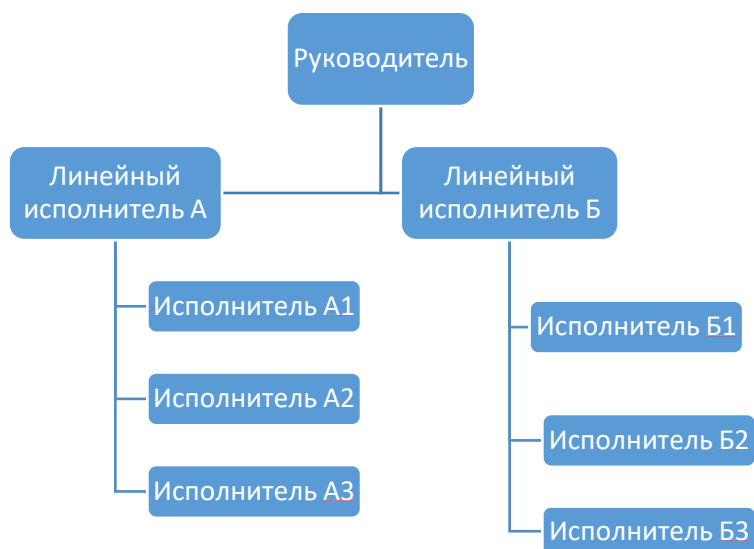 Руководитель
Линейный
исполнитель А
Линейный
исполнитель Б
Исполнитель А1
Исполнитель А2
Исполнитель А3
Исполнитель Б1
Исполнитель Б2
Исполнитель Б3